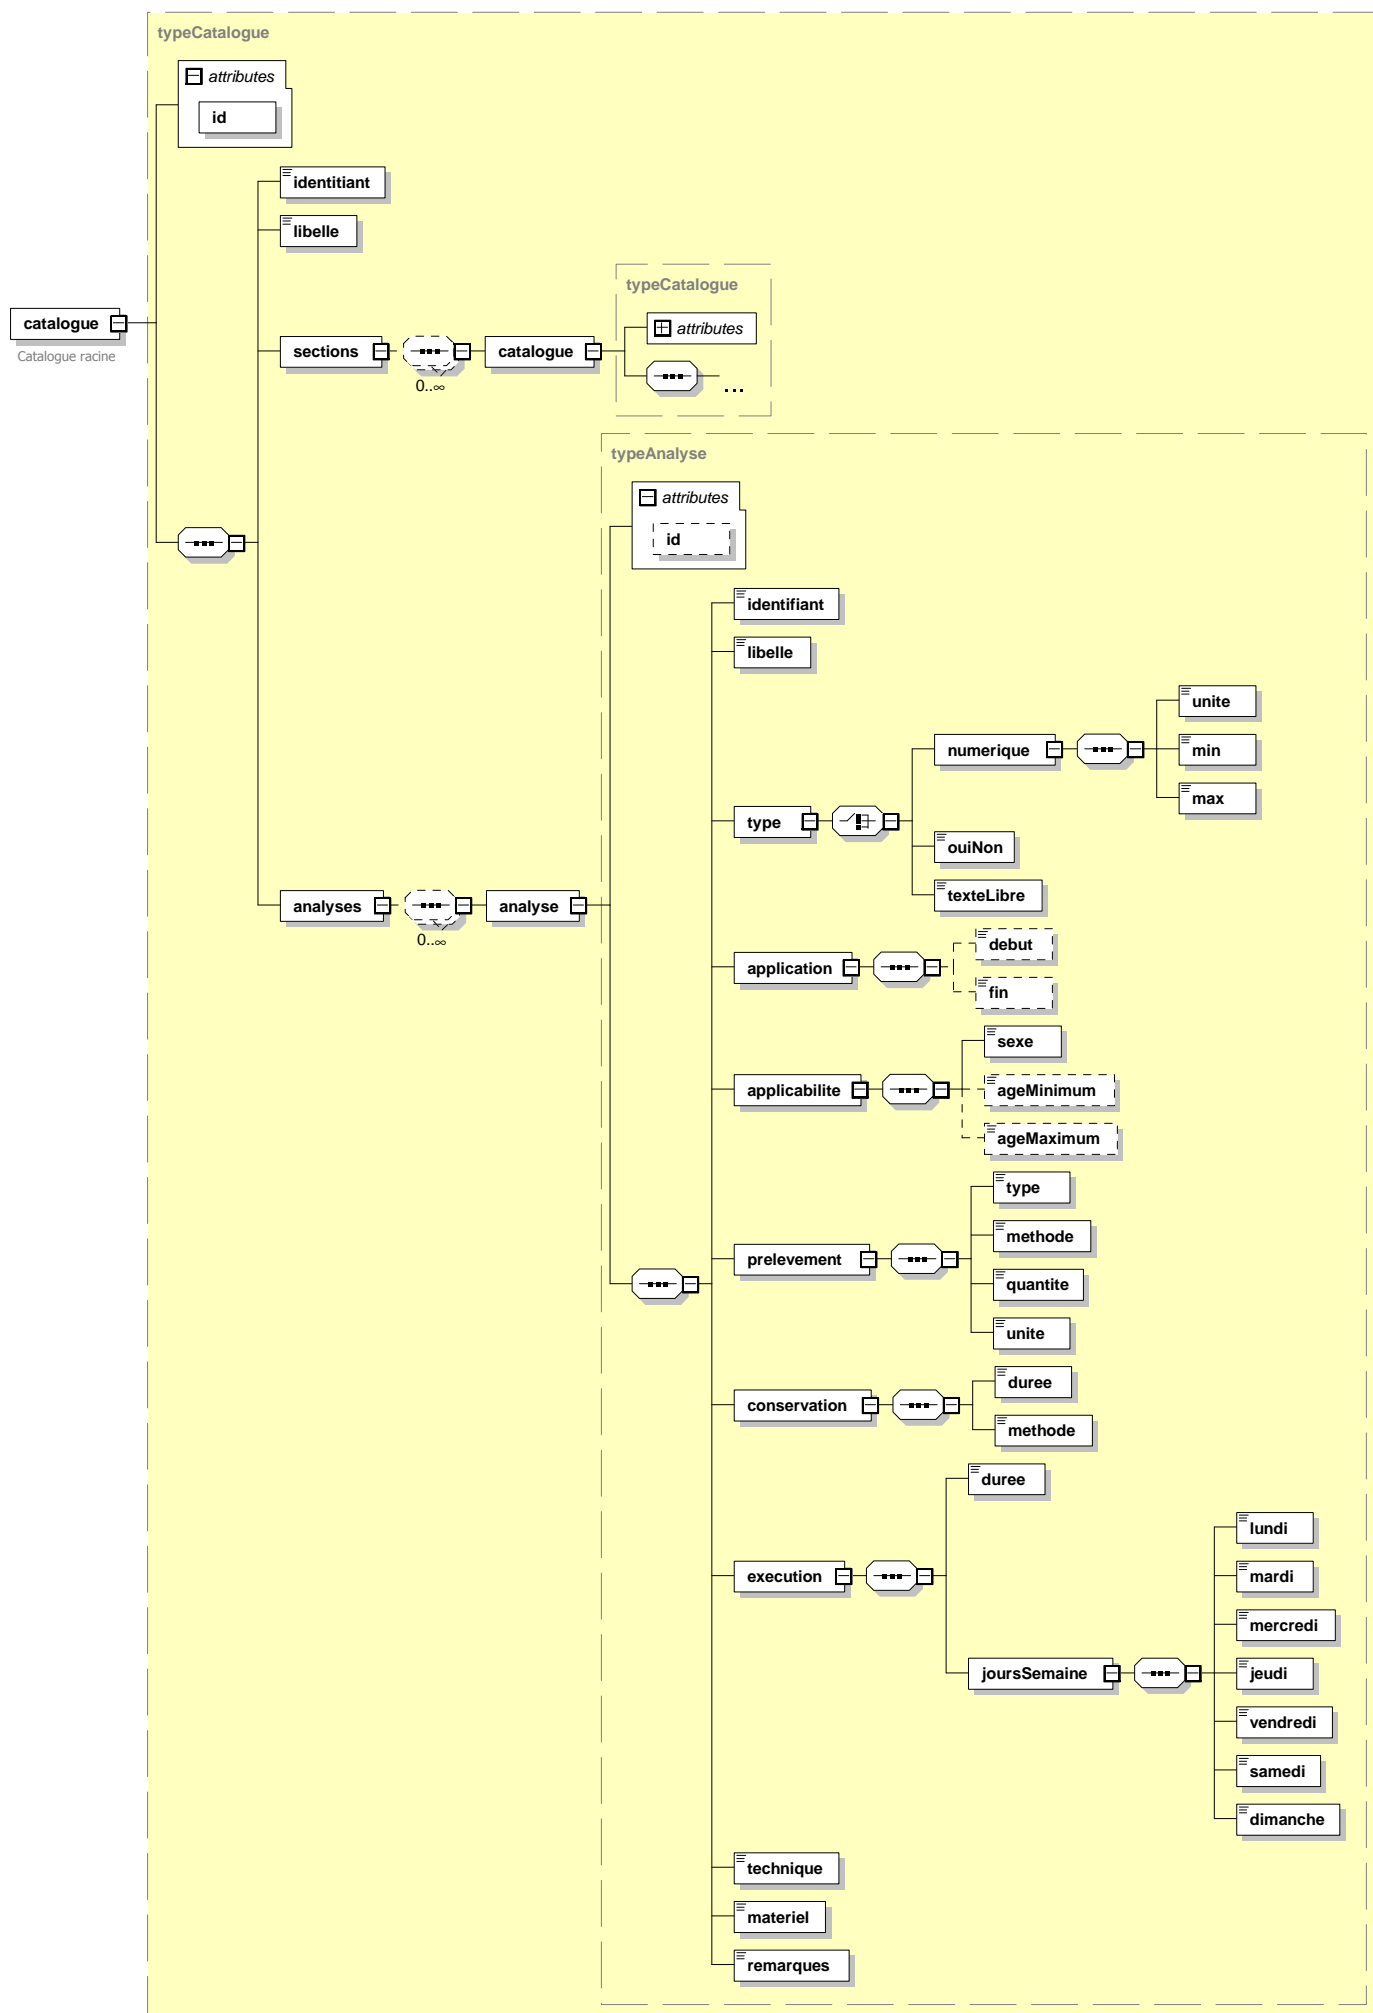 typeCatalogue
attributes
id
identitiant
libelle
typeCatalogue
attributes
catalogue
Catalogue racine
sections
0..∞
catalogue
...
typeAnalyse
attributes
id
identifiant
libelle
unite
numerique
min
max
type
ouiNon
texteLibre
analyses
0..∞
analyse
debut
application
fin
sexe
applicabilite
ageMinimum
ageMaximum
type
methode
prelevement
quantite
unite
duree
conservation
methode
duree
lundi
execution
mardi
mercredi
joursSemaine
jeudi
vendredi
samedi
dimanche
technique
materiel
remarques